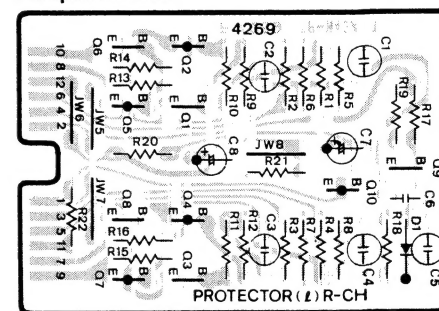 4269
10
8
12
6
4
2
Q6
E B
B
Q2
R14
R13
JW6
JW5
E B
Q5
E B
Q1
R20
R10
R9
C2
R2
R6
R1
R5
C1
R19
R17
C8
JW8
R21
C7
E B
Q9
1
3
5
11
7
9
R22
JW7
E B
Q8
E B
Q4
E B
Q10
C6
D1
R16
R15
E B
Q7
E B
Q3
R11
R12
C3
R3
R7
R4
R8
C4
R18
C5
PROTECTOR(ℓ) R-CH